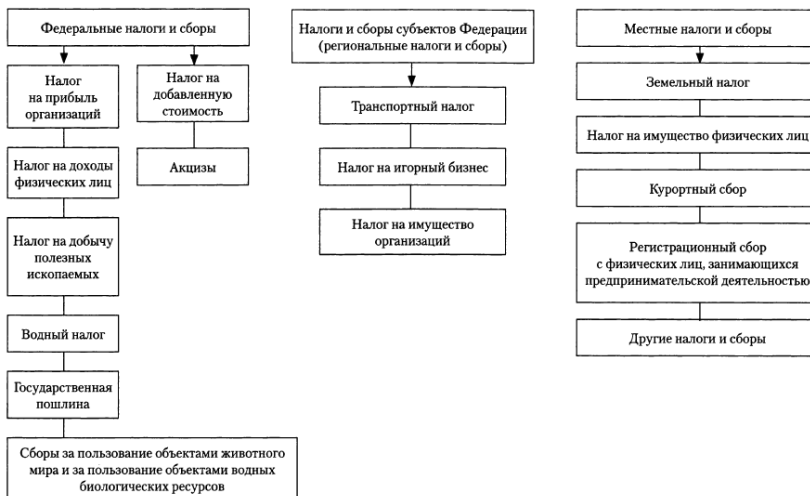 Федеральные налоги и сборы
Налог
на прибыль
организаций
Налог на
добавленную
стоимость
Налог на доходы
физических лиц
Акцизы
Налог на добычу
полезных
ископаемых
Водный налог
Государственная
пошлина
Сборы за пользование объектами животного
мира и за пользование объектами водных
биологических ресурсов
Налоги и сборы субъектов Федерации
(региональные налоги и сборы)
Транспортный налог
Налог на игорный бизнес
Налог на имущество
организаций
Местные налоги и сборы
Земельный налог
Налог на имущество физических лиц
Курортный сбор
Регистрационный сбор
с физических лиц, занимающихся
предпринимательской деятельностью
Другие налоги и сборы